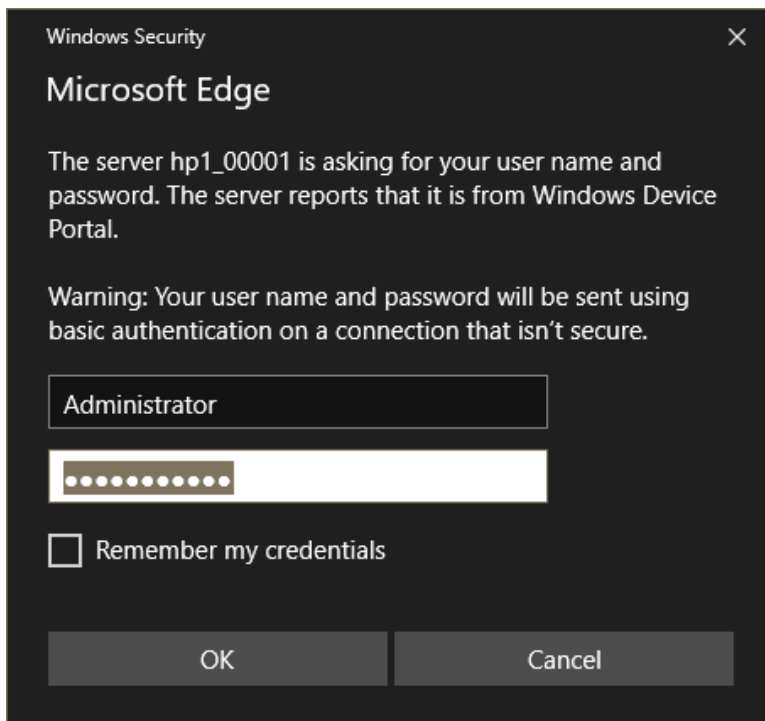 Windows Security
Microsoft Edge
The server hp1_00001 is asking for your user name and
password. The server reports that it is from Windows Device
Portal.
Warning: Your user name and password will be sent using
basic authentication on a connection that isn’t secure.
Administrator
●●●●●●●●●●●
Remember my credentials
OK
Cancel